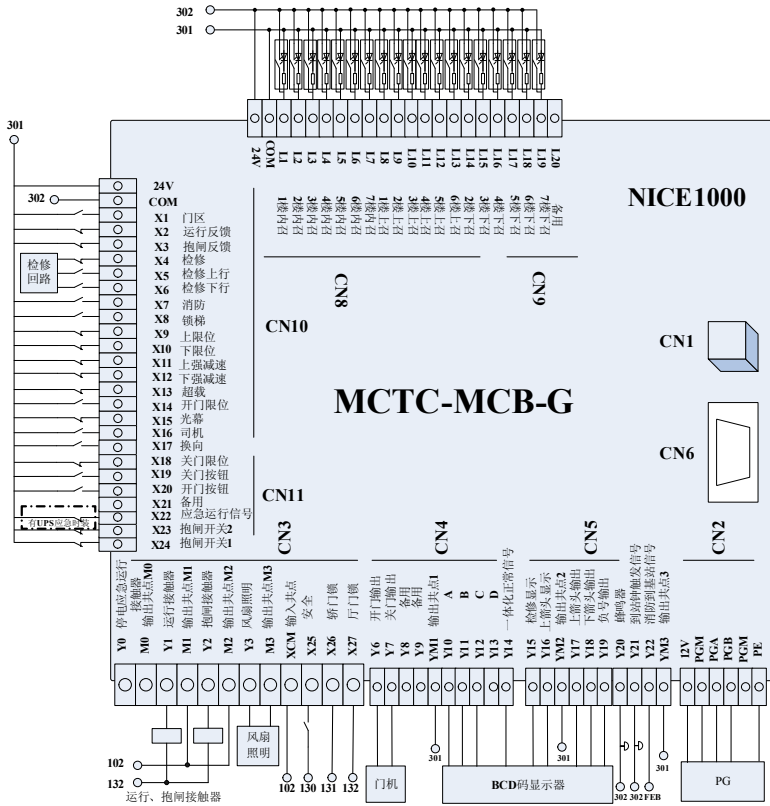 302
301
24V
COM
L1
L2
L3
L4
L5
L6
L7
L8
L9
L10
L11
L12
L13
L14
L15
L16
L17
L18
L19
L20
1楼内召
2楼内召
3楼内召
4楼内召
5楼内召
6楼内召
7楼内召
1楼上召
2楼上召
3楼上召
4楼上召
5楼上召
6楼上召
2楼下召
3楼下召
4楼下召
5楼下召
6楼下召
7楼下召
备用
CN8
CN9
NICE1000
CN1
MCTC-MCB-G
CN6
301
302
24V
COM
X1 门区
X2 运行反馈
X3 抱闸反馈
X4 检修
X5 检修上行
X6 检修下行
X7 消防
X8 锁梯
X9 上限位
X10 下限位
X11 上强减速
X12 下强减速
X13 超载
X14 开门限位
X15 光幕
X16 司机
X17 换向
X18 关门限位
X19 关门按钮
X20 开门按钮
X21 备用
X22 应急运行信号
X23 抱闸开关2
X24 抱闸开关1
检修
回路
有UPS应急时装
CN10
CN11
CN3
CN4
CN5
CN2
停电应急运行
接触器
输出共点M0
运行接触器
输出共点M1
抱闸接触器
输出共点M2
风扇照明
输出共点M3
输入共点
安全
轿门锁
厅门锁
开门输出
关门输出
备用
备用
输出共点1
A
B
C
D
一体化正常信号
检修显示
上箭头显示
输出共点2
上箭头输出
下箭头输出
负号输出
蜂鸣器
到站钟触发信号
消防到基站信号
输出共点3
Y0
M0
Y1
M1
Y2
M2
Y3
M3
XCM
X25
X26
X27
Y6
Y7
Y8
Y9
YM1
Y10
Y11
Y12
Y13
Y14
Y15
Y16
YM2
Y17
Y18
Y19
Y20
Y21
Y22
YM3
12V
PGM
PGA
PGB
PGM
PE
102
132
运行、抱闸接触器
风扇
照明
102
130
131
132
门机
301
BCD码显示器
301
302
302
FEB
301
PG